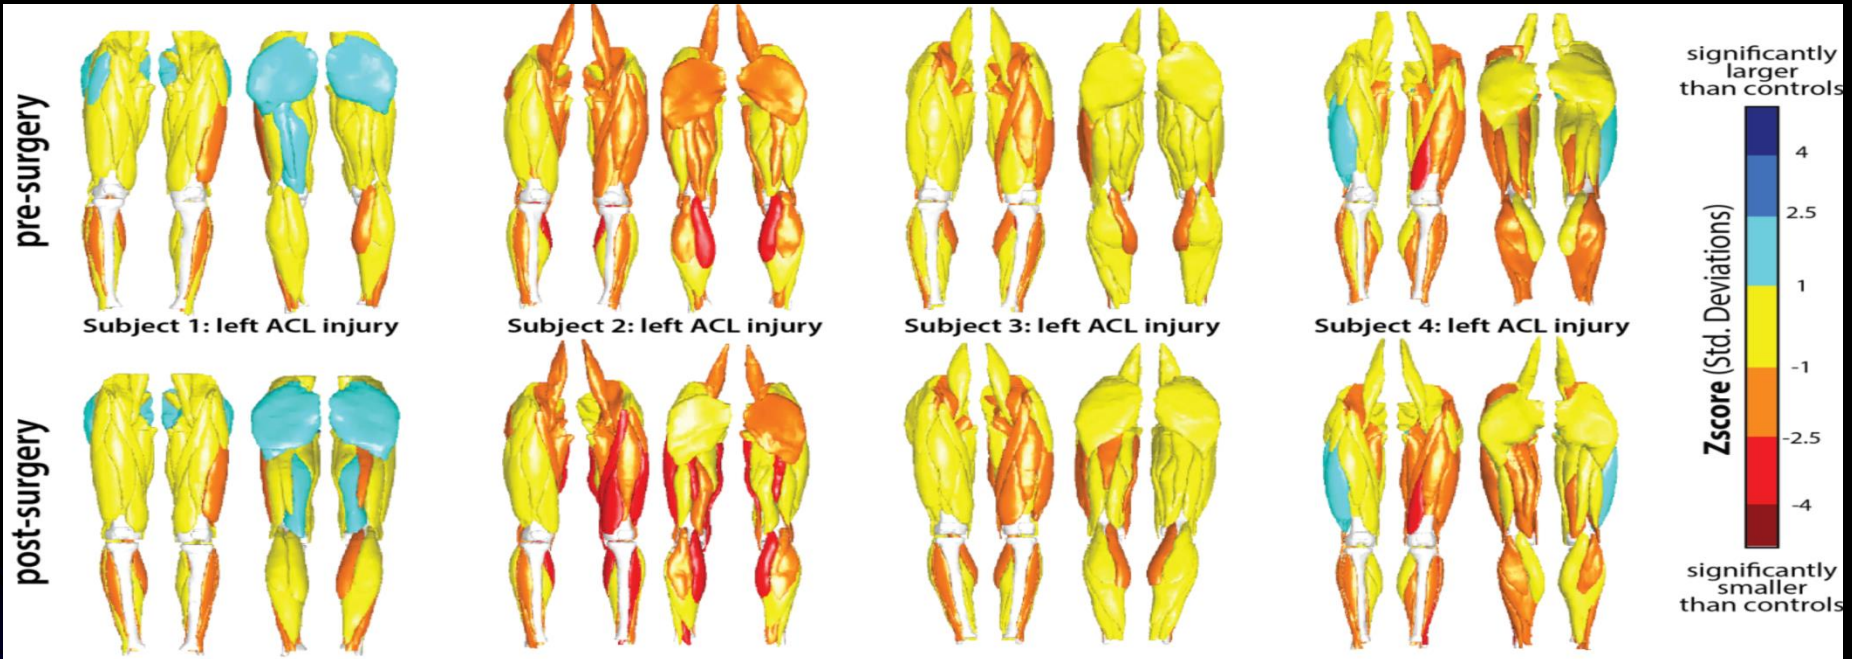 pre-surgery
Subject 1: left ACL injury
Subject 2: left ACL injury
Subject 3: left ACL injury
Subject 4: left ACL injury
post-surgery
significantly
larger
than controls
Zscore (Std. Deviations)
4
2.5
1
-1
-2.5
-4
significantly
smaller
than controls